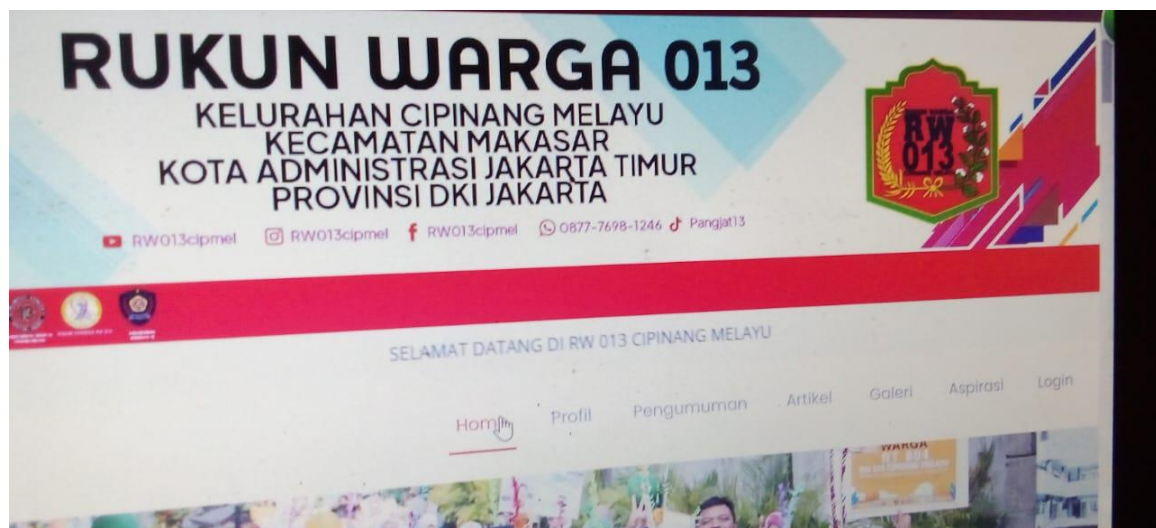 RUKUN WARGA 013
KELURAHAN CIPINANG MELAYU
KECAMATAN MAKASAR
KOTA ADMINISTRASI JAKARTA TIMUR
PROVINSI DKI JAKARTA
RW013cipmel RW013cipmel RW013cipmel 0877-7698-1246 Pangjat13
RW
013
SELAMAT DATANG DI RW 013 CIPINANG MELAYU
Home Profil Pengumuman Artikel Galeri Aspirasi Login
WARGA